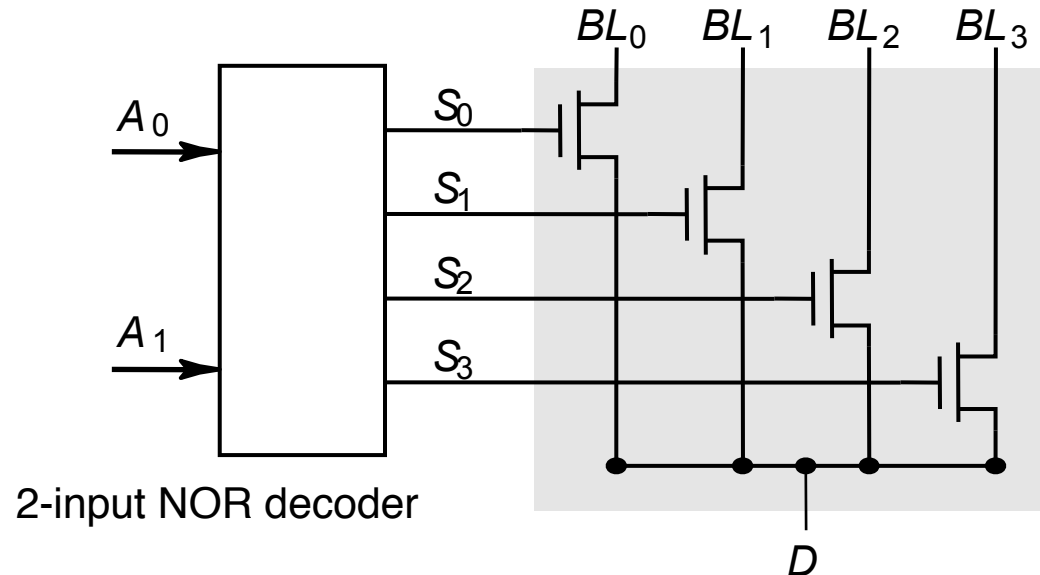 BL0 BL1 BL2 BL3
A0
S0
S1
S2
A1
S3
2-input NOR decoder
D